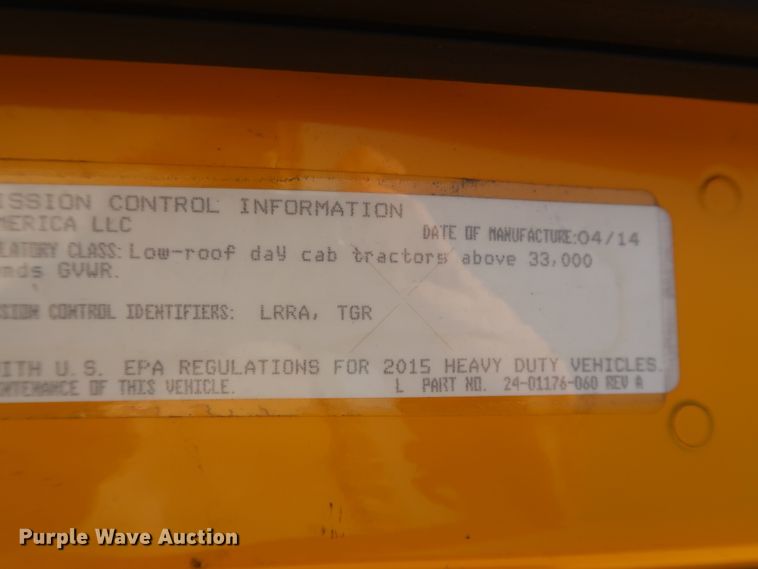 ISSION CONTROL INFORMATION
MERICA LLC
DATE OF MANUFACTURE:04/14
LATORY CLASS: Low-roof day cab tractors above 33,000
nds GVWR.
SSION CONTROL IDENTIFIERS: LRRA, TGR
WITH U.S. EPA REGULATIONS FOR 2015 HEAVY DUTY VEHICLES.
NTENANCE OF THIS VEHICLE.
L PART NO. 24-01176-060 REV A
Purple Wave Auction